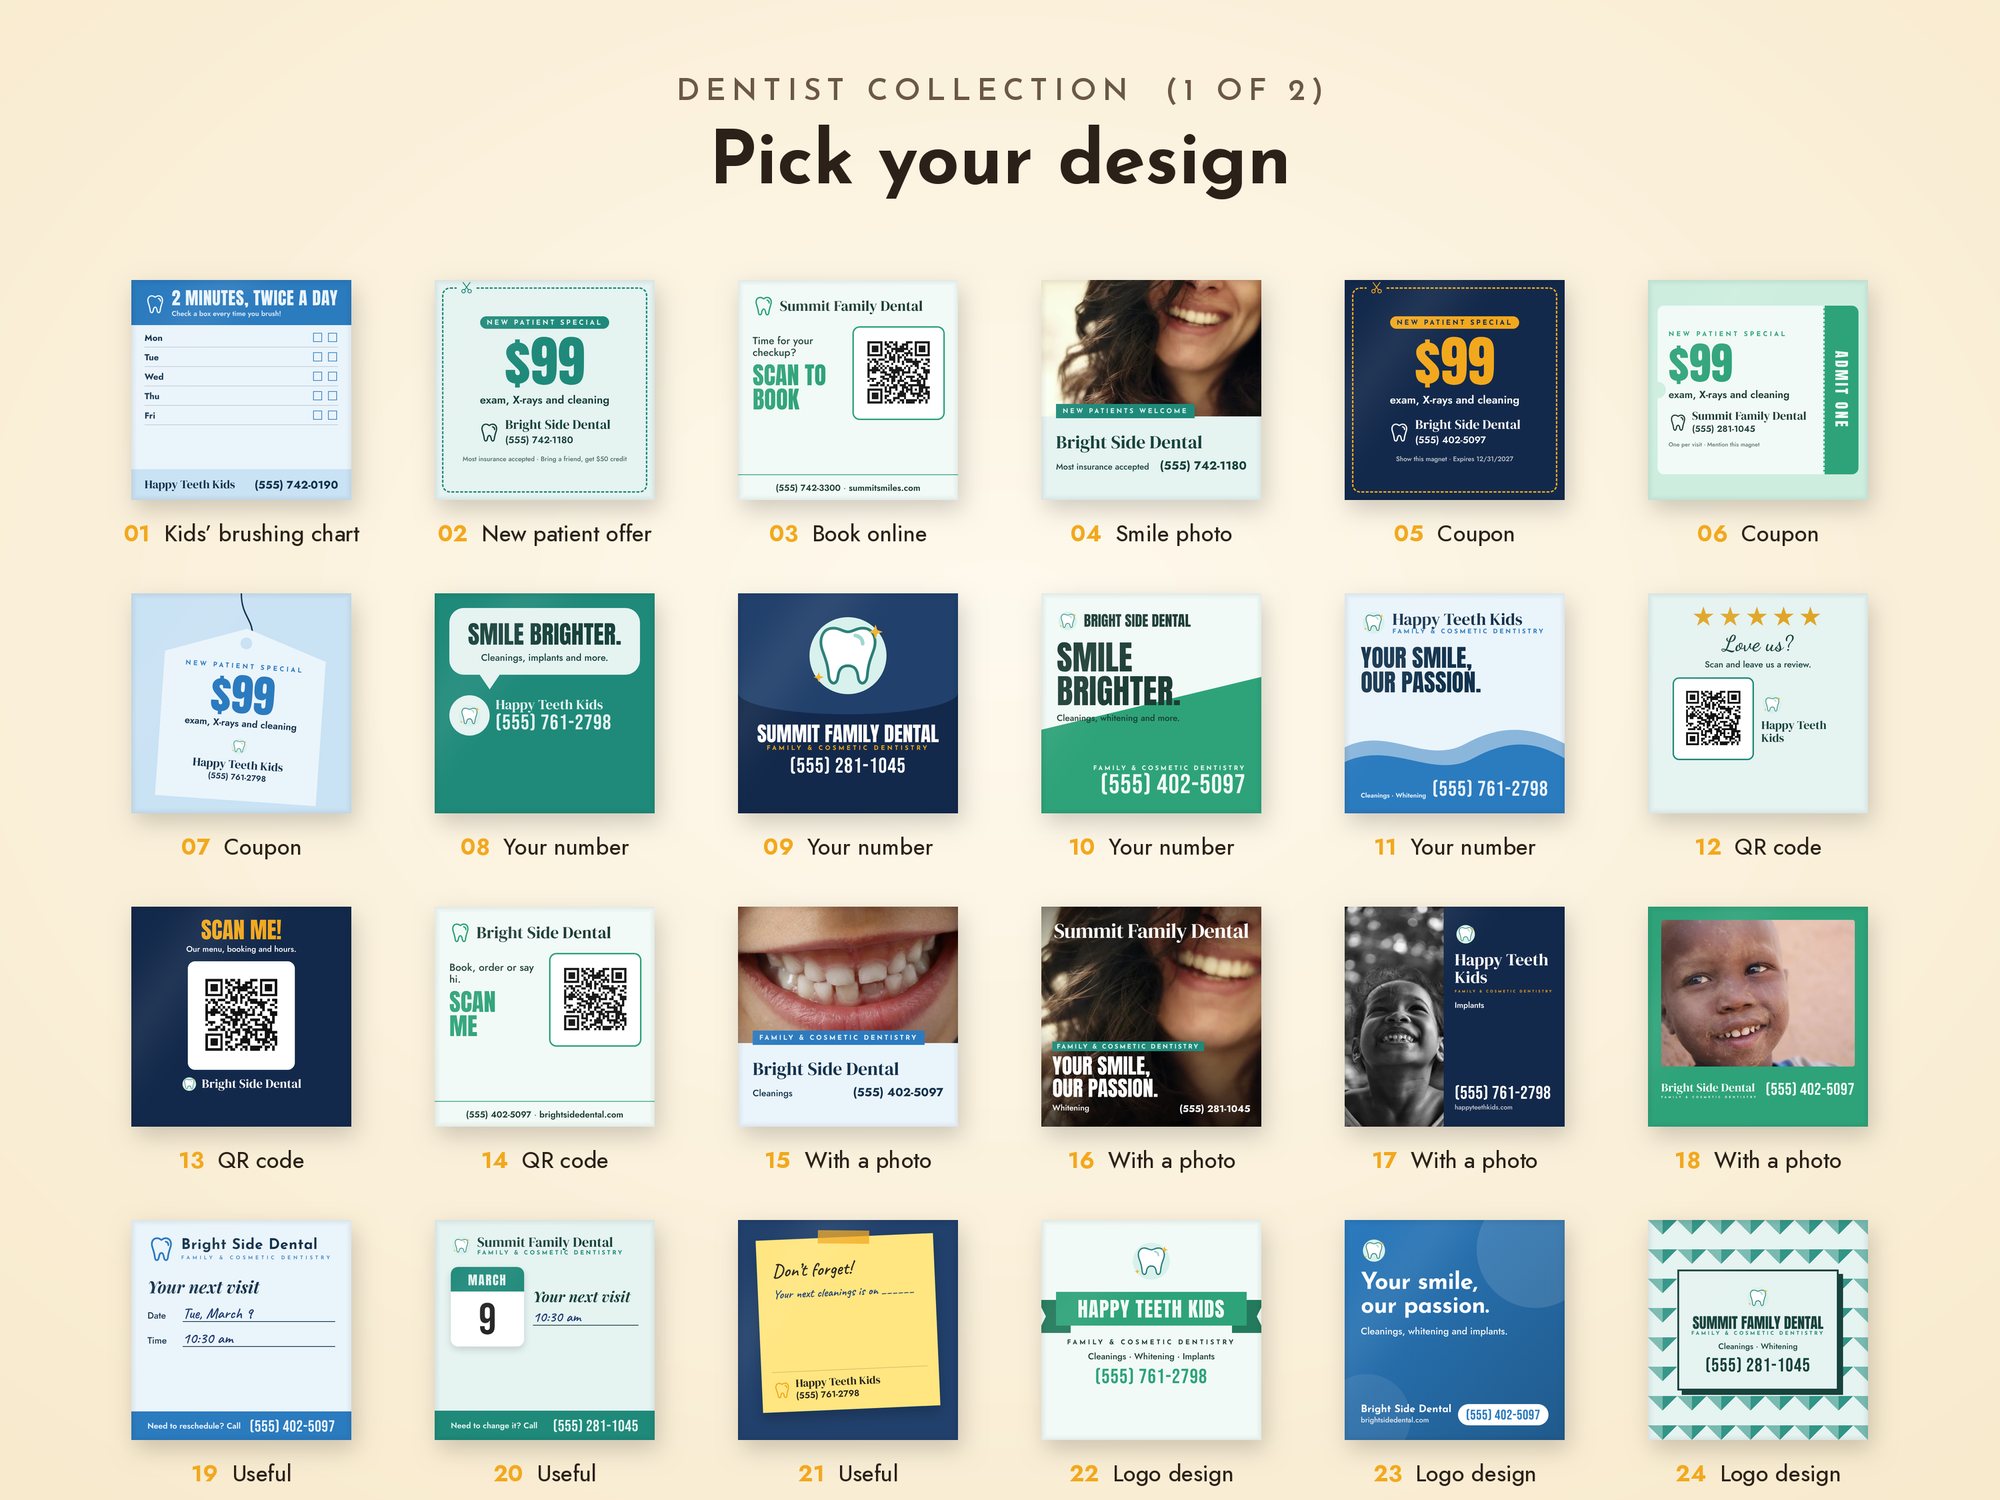 DENTIST COLLECTION (1 OF 2)
Pick your design
2 MINUTES, TWICE A DAY
Check a box every time you brush!
Mon
Tue
Wed
Thu
Fri
Happy Teeth Kids (555) 742-0190
01 Kids’ brushing chart
NEW PATIENT SPECIAL
$99
exam, X-rays and cleaning
Bright Side Dental
(555) 742-1180
Most insurance accepted · Bring a friend, get $50 credit
02 New patient offer
Summit Family Dental
Time for your
checkup?
SCAN TO
BOOK
(555) 742-3300 · summitsmiles.com
03 Book online
NEW PATIENTS WELCOME
Bright Side Dental
Most insurance accepted (555) 742-1180
04 Smile photo
NEW PATIENT SPECIAL
$99
exam, X-rays and cleaning
Bright Side Dental
(555) 402-5097
Show this magnet · Expires 12/31/2027
05 Coupon
NEW PATIENT SPECIAL
$99
exam, X-rays and cleaning
Summit Family Dental
(555) 281-1045
One per visit · Mention this magnet
ADMIT ONE
06 Coupon
NEW PATIENT SPECIAL
$99
exam, X-rays and cleaning
Happy Teeth Kids
(555) 761-2798
07 Coupon
SMILE BRIGHTER.
Cleanings, implants and more.
Happy Teeth Kids
(555) 761-2798
08 Your number
SUMMIT FAMILY DENTAL
FAMILY & COSMETIC DENTISTRY
(555) 281-1045
09 Your number
BRIGHT SIDE DENTAL
SMILE
BRIGHTER.
Cleanings, whitening and more.
FAMILY & COSMETIC DENTISTRY
(555) 402-5097
10 Your number
Happy Teeth Kids
FAMILY & COSMETIC DENTISTRY
YOUR SMILE,
OUR PASSION.
Cleanings · Whitening (555) 761-2798
11 Your number
Love us?
Scan and leave us a review.
Happy Teeth
Kids
12 QR code
SCAN ME!
Our menu, booking and hours.
Bright Side Dental
13 QR code
Bright Side Dental
Book, order or say
hi.
SCAN
ME
(555) 402-5097 · brightsidedental.com
14 QR code
FAMILY & COSMETIC DENTISTRY
Bright Side Dental
Cleanings (555) 402-5097
15 With a photo
Summit Family Dental
FAMILY & COSMETIC DENTISTRY
YOUR SMILE,
OUR PASSION.
Whitening (555) 281-1045
16 With a photo
Happy Teeth
Kids
FAMILY & COSMETIC DENTISTRY
Implants
(555) 761-2798
happyteethkids.com
17 With a photo
Bright Side Dental (555) 402-5097
FAMILY & COSMETIC DENTISTRY
18 With a photo
Bright Side Dental
FAMILY & COSMETIC DENTISTRY
Your next visit
Date Tue, March 9
Time 10:30 am
Need to reschedule? Call (555) 402-5097
19 Useful
Summit Family Dental
FAMILY & COSMETIC DENTISTRY
MARCH
9
Your next visit
10:30 am
Need to change it? Call (555) 281-1045
20 Useful
Don't forget!
Your next cleanings is on ______
Happy Teeth Kids
(555) 761-2798
21 Useful
HAPPY TEETH KIDS
FAMILY & COSMETIC DENTISTRY
Cleanings · Whitening · Implants
(555) 761-2798
22 Logo design
Your smile,
our passion.
Cleanings, whitening and implants.
Bright Side Dental
brightsidedental.com
(555) 402-5097
23 Logo design
SUMMIT FAMILY DENTAL
FAMILY & COSMETIC DENTISTRY
Cleanings · Whitening
(555) 281-1045
24 Logo design